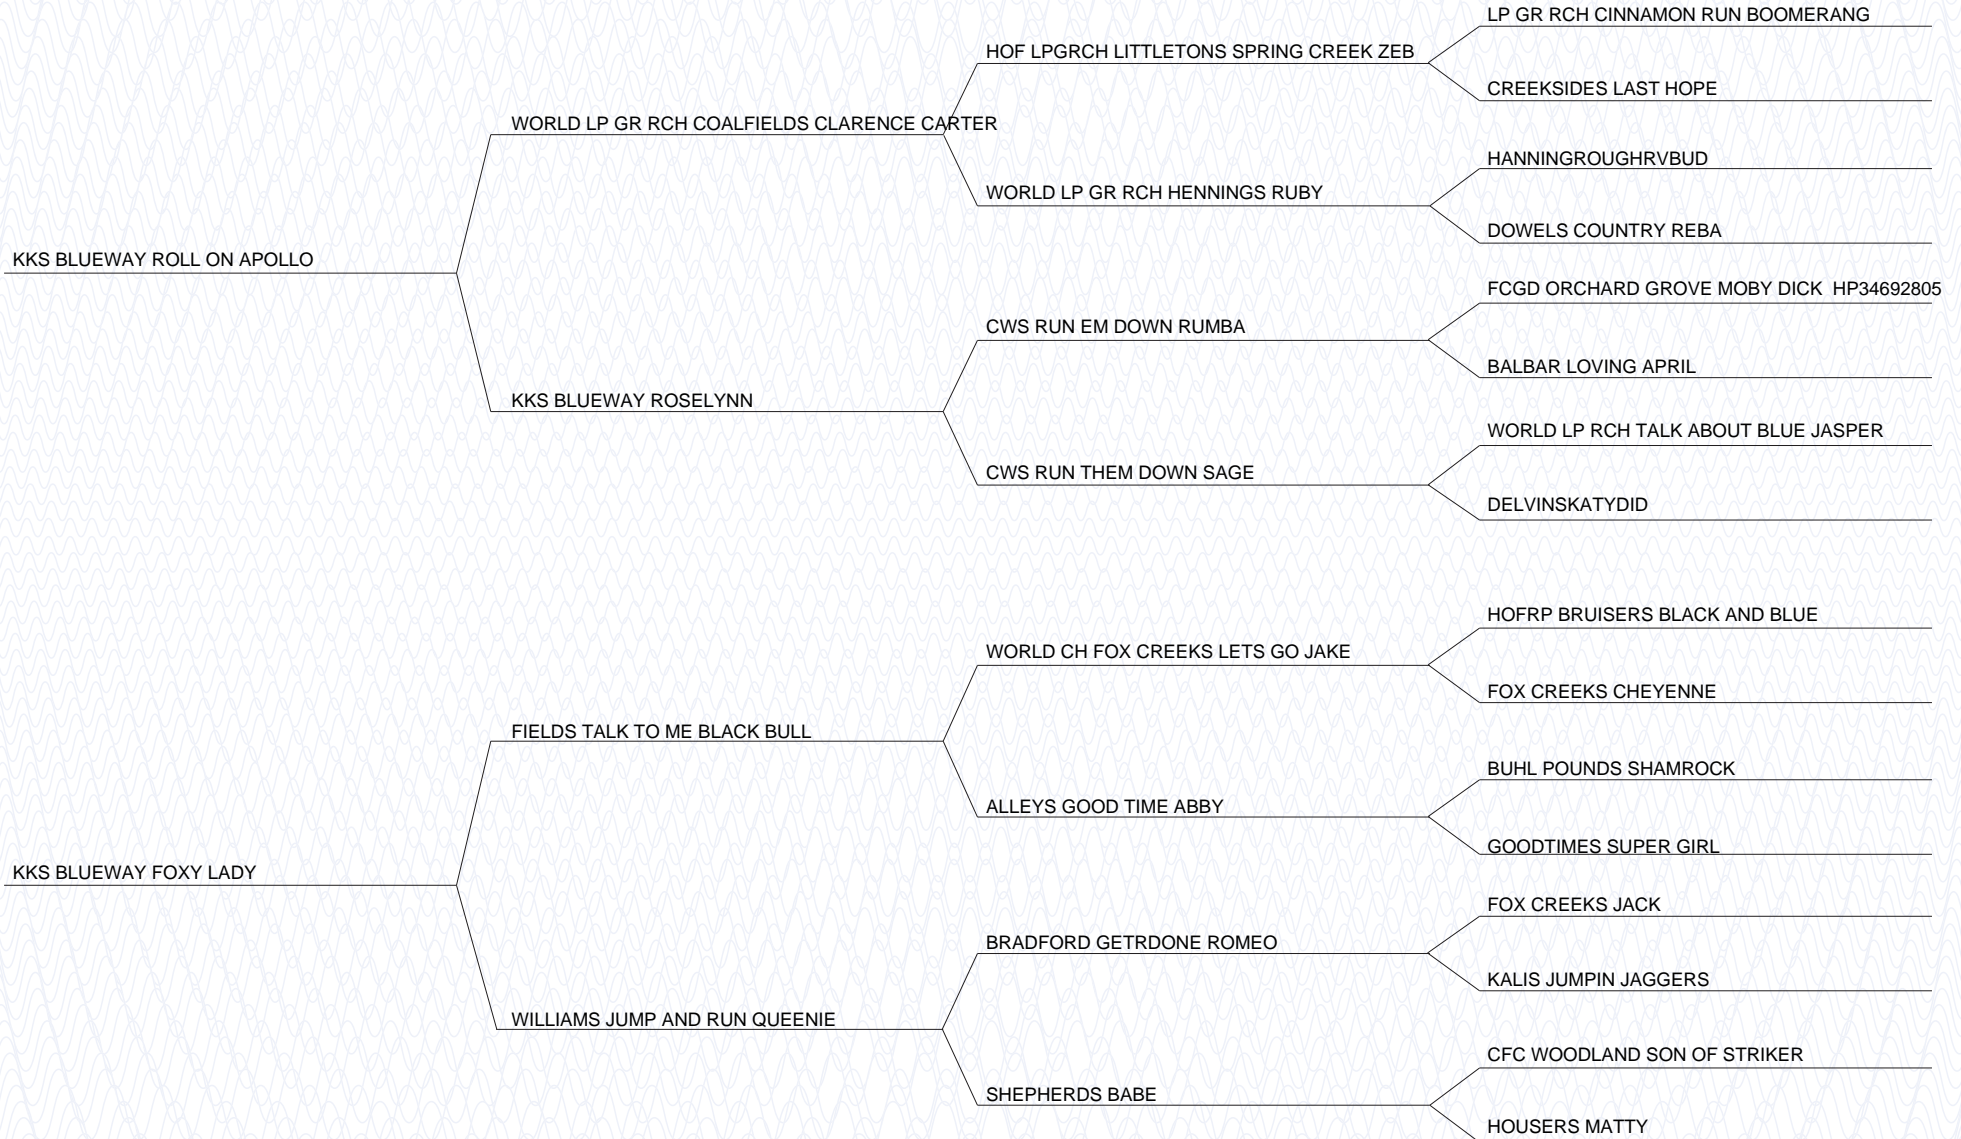 LP GR RCH CINNAMON RUN BOOMERANG
HOF LPGRCH LITTLETONS SPRING CREEK ZEB
CREEKSIDES LAST HOPE
WORLD LP GR RCH COALFIELDS CLARENCE CARTER
HANNINGROUGHRVBUD
WORLD LP GR RCH HENNINGS RUBY
DOWELS COUNTRY REBA
KKS BLUEWAY ROLL ON APOLLO
FCGD ORCHARD GROVE MOBY DICK  HP34692805
CWS RUN EM DOWN RUMBA
BALBAR LOVING APRIL
KKS BLUEWAY ROSELYNN
WORLD LP RCH TALK ABOUT BLUE JASPER
CWS RUN THEM DOWN SAGE
DELVINSKATYDID
HOFRP BRUISERS BLACK AND BLUE
WORLD CH FOX CREEKS LETS GO JAKE
FOX CREEKS CHEYENNE
FIELDS TALK TO ME BLACK BULL
BUHL POUNDS SHAMROCK
ALLEYS GOOD TIME ABBY
GOODTIMES SUPER GIRL
KKS BLUEWAY FOXY LADY
FOX CREEKS JACK
BRADFORD GETRDONE ROMEO
KALIS JUMPIN JAGGERS
WILLIAMS JUMP AND RUN QUEENIE
CFC WOODLAND SON OF STRIKER
SHEPHERDS BABE
HOUSERS MATTY